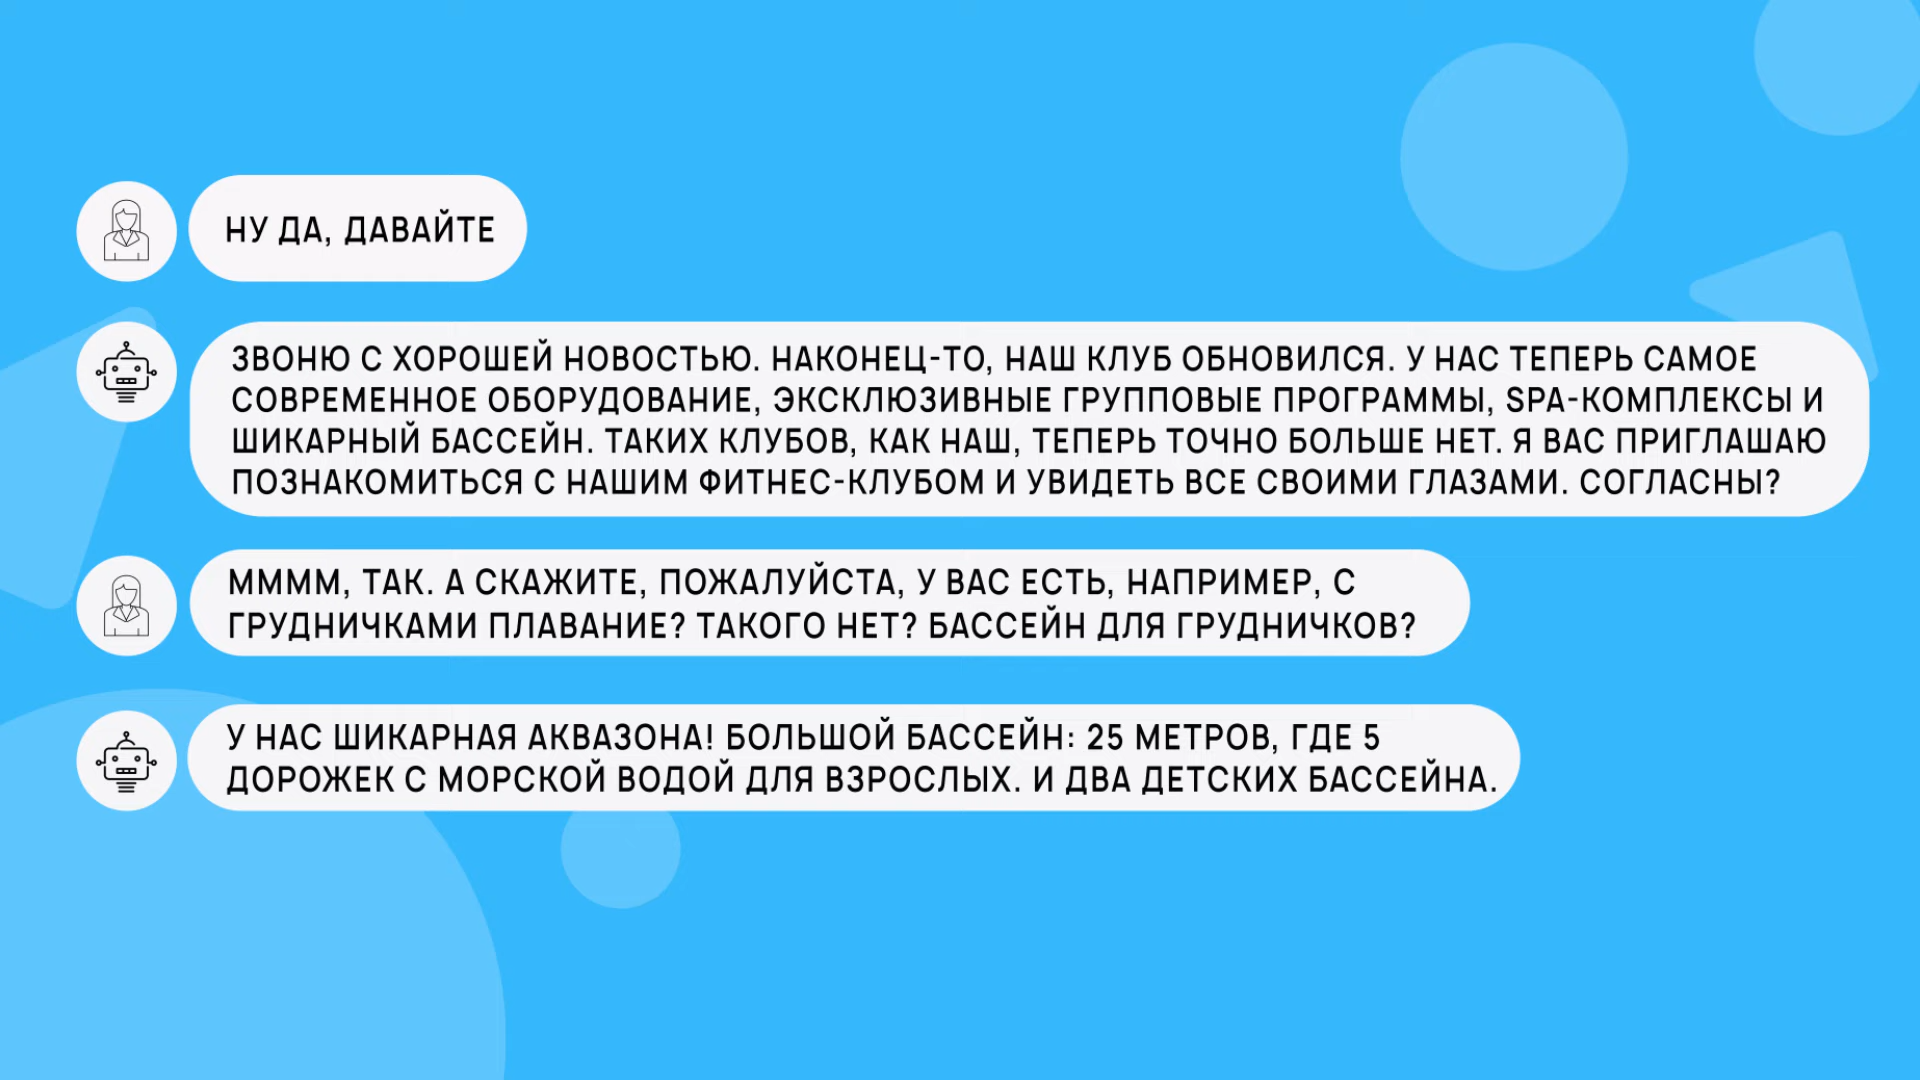 НУ ДА, ДАВАЙТЕ
ЗВОНЮ С ХОРОШЕЙ НОВОСТЬЮ. НАКОНЕЦ-ТО, НАШ КЛУБ ОБНОВИЛСЯ. У НАС ТЕПЕРЬ САМОЕ
СОВРЕМЕННОЕ ОБОРУДОВАНИЕ, ЭКСКЛЮЗИВНЫЕ ГРУППОВЫЕ ПРОГРАММЫ, SPA-КОМПЛЕКСЫ И
ШИКАРНЫЙ БАССЕЙН. ТАКИХ КЛУБОВ, КАК НАШ, ТЕПЕРЬ ТОЧНО БОЛЬШЕ НЕТ. Я ВАС ПРИГЛАШАЮ
ПОЗНАКОМИТЬСЯ С НАШИМ ФИТНЕС-КЛУБОМ И УВИДЕТЬ ВСЕ СВОИМИ ГЛАЗАМИ. СОГЛАСНЫ?
ММММ, ТАК. А СКАЖИТЕ, ПОЖАЛУЙСТА, У ВАС ЕСТЬ, НАПРИМЕР, С
ГРУДНИЧКАМИ ПЛАВАНИЕ? ТАКОГО НЕТ? БАССЕЙН ДЛЯ ГРУДНИЧКОВ?
У НАС ШИКАРНАЯ АКВАЗОНА! БОЛЬШОЙ БАССЕЙН: 25 МЕТРОВ, ГДЕ 5
ДОРОЖЕК С МОРСКОЙ ВОДОЙ ДЛЯ ВЗРОСЛЫХ. И ДВА ДЕТСКИХ БАССЕЙНА.